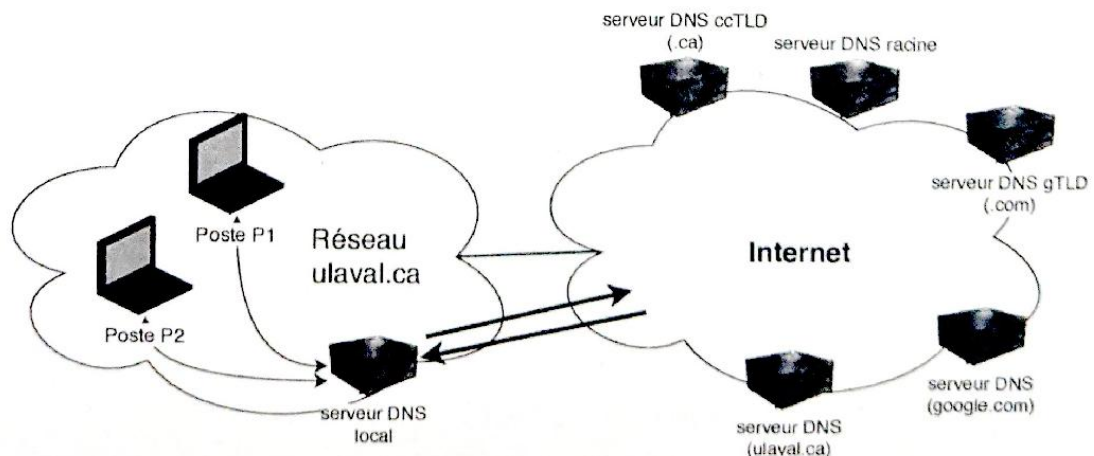 serveur DNS ccTLD
(.ca)
serveur DNS racine
serveur DNS gTLD
(.com)
Poste P1
Réseau
ulaval.ca
Internet
Poste P2
serveur DNS
local
serveur DNS
(google.com)
serveur DNS
(ulaval.ca)